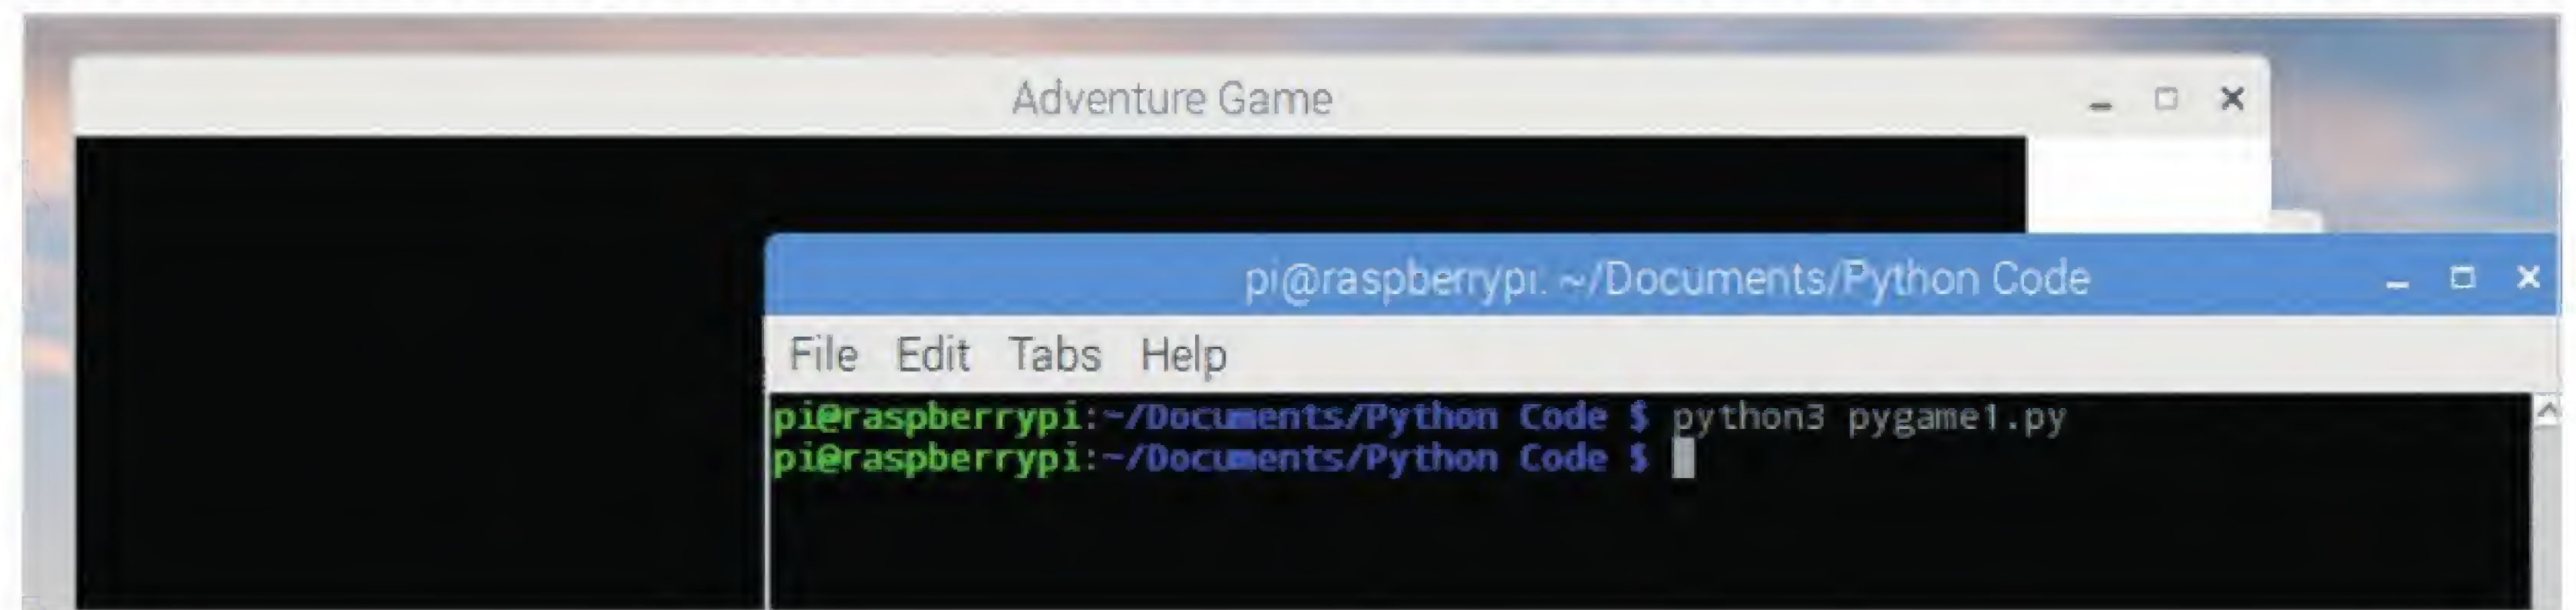 Adventure Game
pi@raspberrypi: ~/Documents/Python Code
File Edit Tabs Help
pi@raspberrypi:~/Documents/Python Code $ python3 pygame1.py
pi@raspberrypi:~/Documents/Python Code $